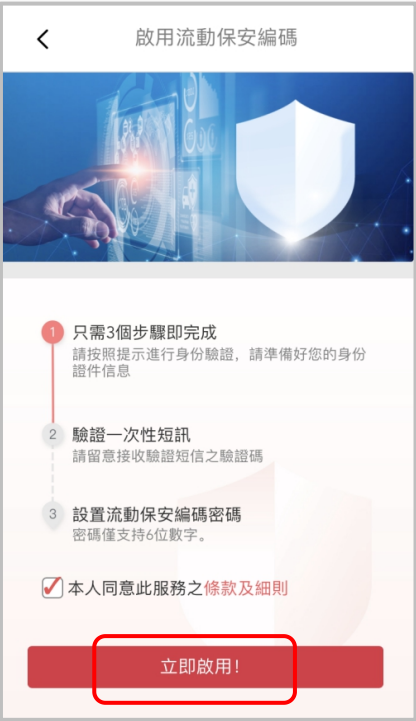 啟用流動保安編碼
1 只需3個步驟即完成
請按照提示進行身份驗證，請準備好您的身份
證件信息
2 驗證一次性短訊
請留意接收驗證短信之驗證碼
3 設置流動保安編碼密碼
密碼僅支持6位數字。
本人同意此服務之條款及細則
立即啟用！